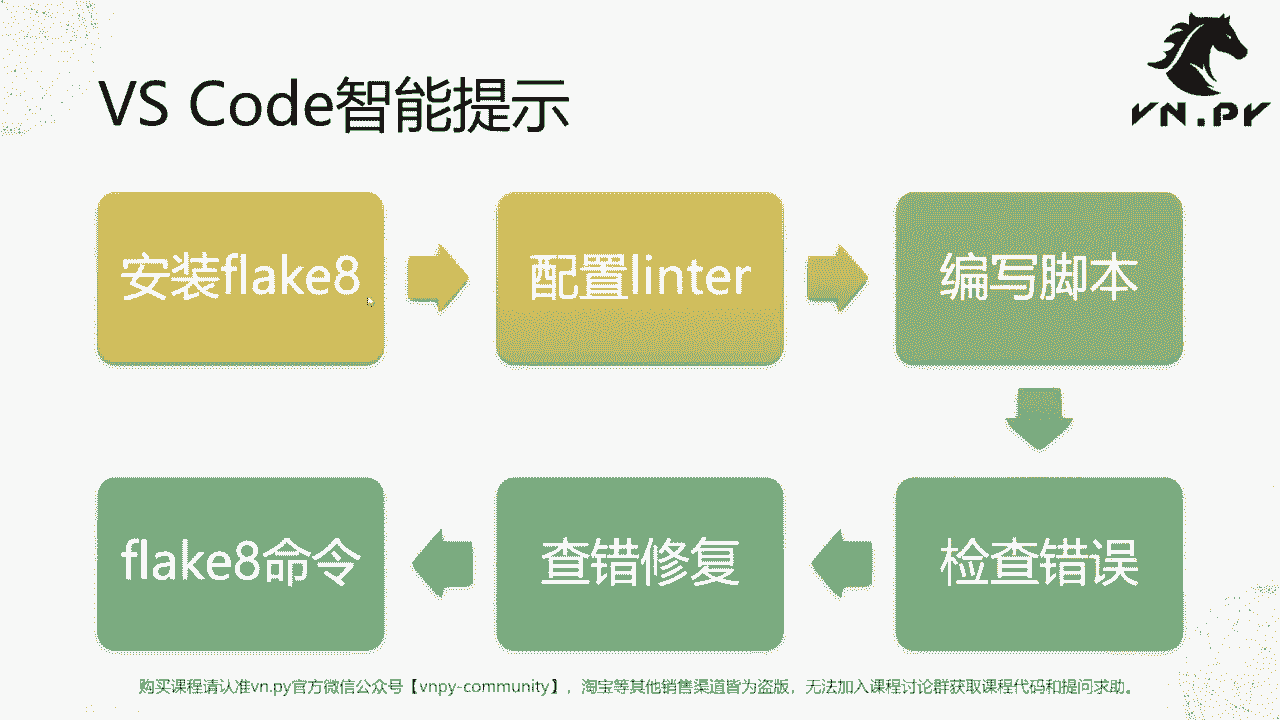 VS Code智能提示
VN.PY
安装flake8
配置linter
编写脚本
检查错误
查错修复
flake8命令
购买课程请认准vn.py官方微信公众号【vnpy-community】，淘宝等其他销售渠道皆为盗版，无法加入课程讨论群获取课程代码和提问求助。